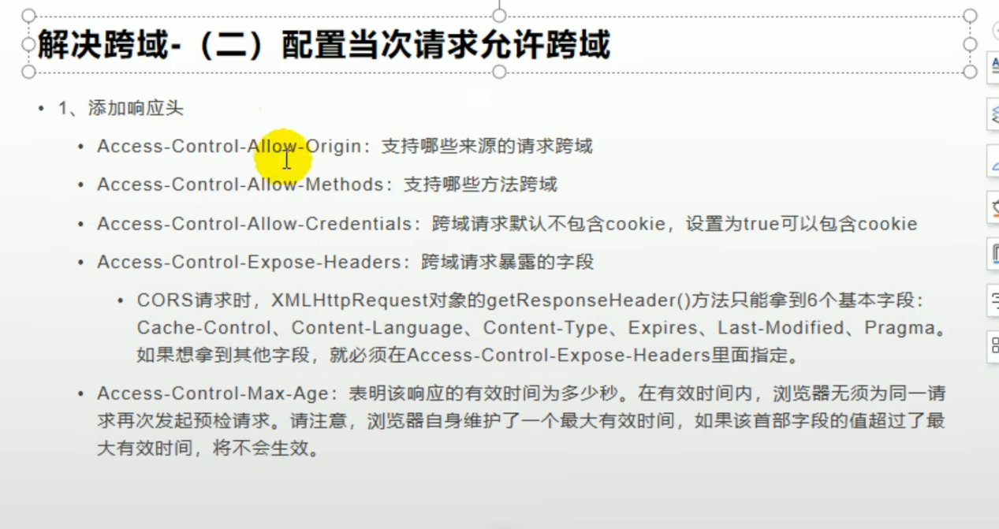 解决跨域-（二）配置当次请求允许跨域
• 1、添加响应头
• Access-Control-Allow-Origin：支持哪些来源的请求跨域
• Access-Control-Allow-Methods：支持哪些方法跨域
• Access-Control-Allow-Credentials：跨域请求默认不包含cookie，设置为true可以包含cookie
• Access-Control-Expose-Headers：跨域请求暴露的字段
• CORS请求时，XMLHttpRequest对象的getResponseHeader()方法只能拿到6个基本字段：
Cache-Control、Content-Language、Content-Type、Expires、Last-Modified、Pragma。
如果想拿到其他字段，就必须在Access-Control-Expose-Headers里面指定。
• Access-Control-Max-Age：表明该响应的有效时间为多少秒。在有效时间内，浏览器无须为同一请
求再次发起预检请求。请注意，浏览器自身维护了一个最大有效时间，如果该首部字段的值超过了最
大有效时间，将不会生效。